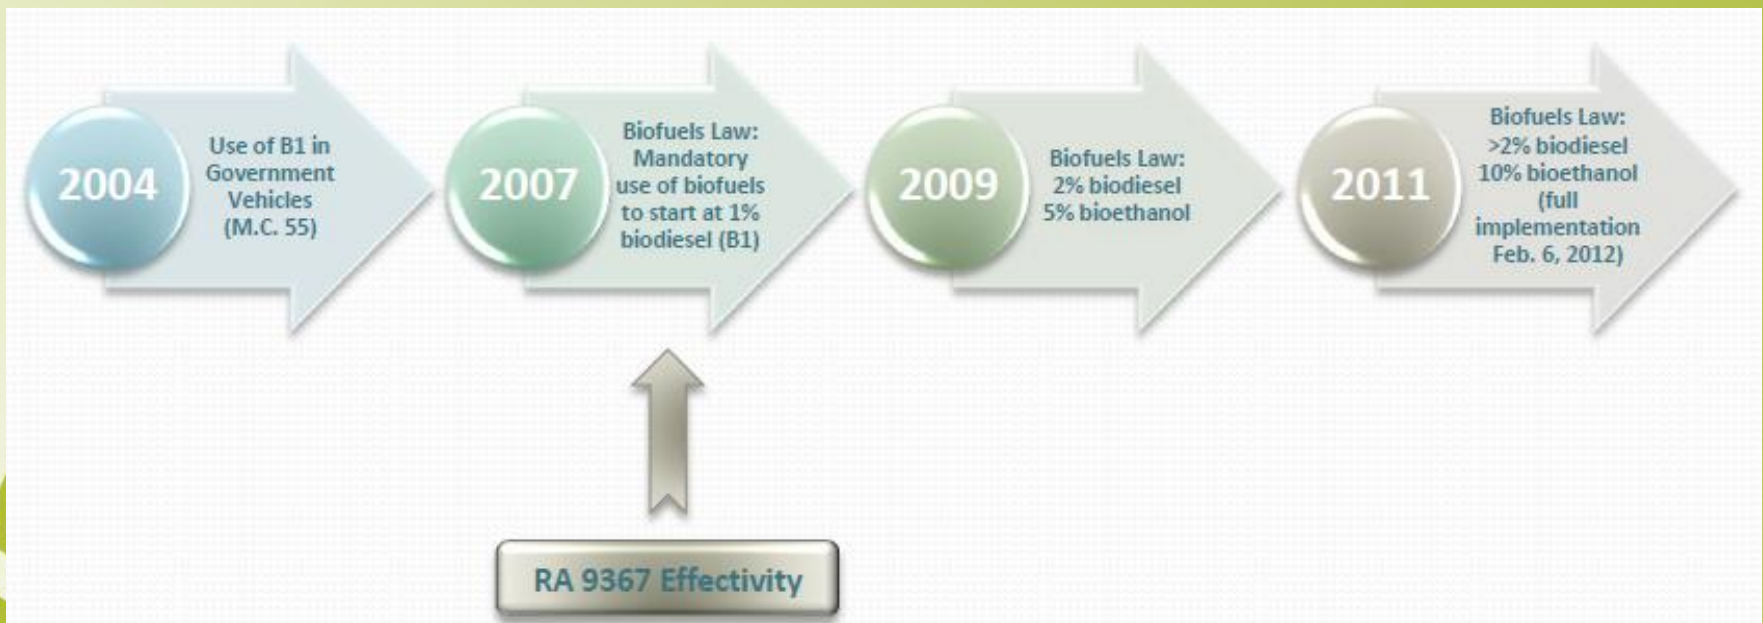 2004
Use of B1 in
Government
Vehicles
(M.C. 55)
2007
Biofuels Law:
Mandatory
use of biofuels
to start at 1%
biodiesel (B1)
2009
Biofuels Law:
2% biodiesel
5% bioethanol
2011
Biofuels Law:
>2% biodiesel
10% bioethanol
(full
implementation
Feb. 6, 2012)
RA 9367 Effectivity